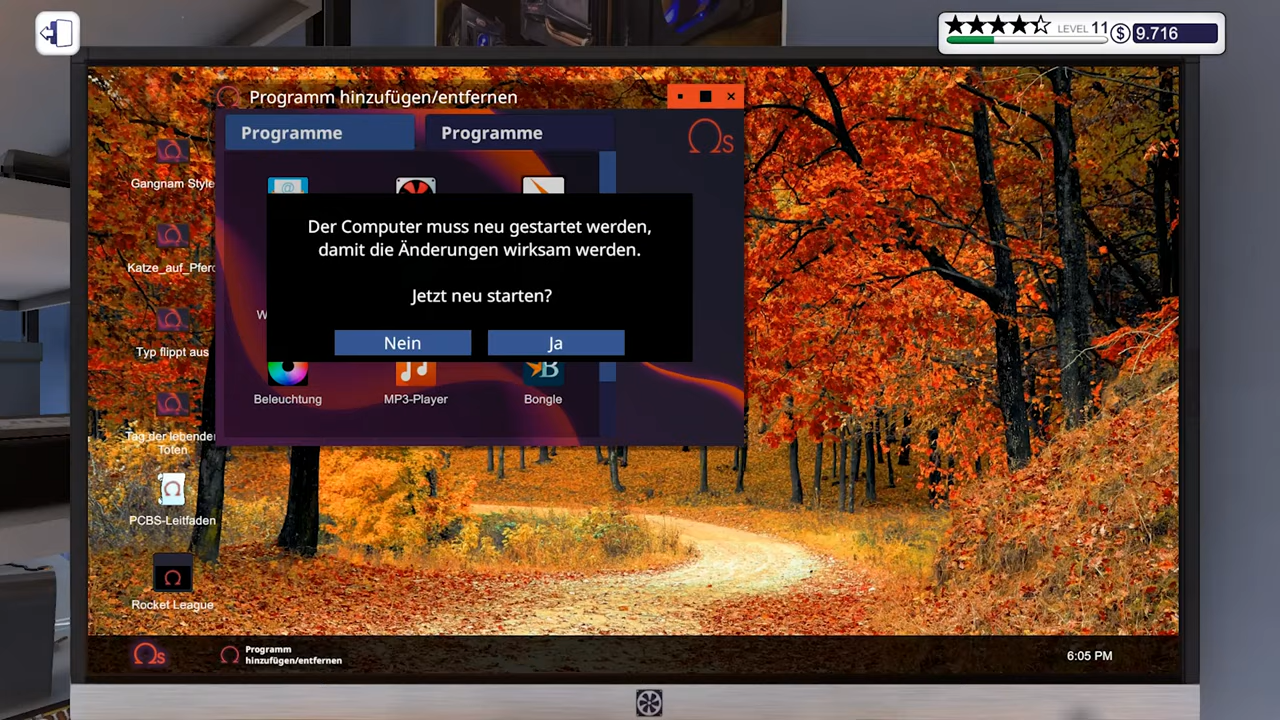 LEVEL 11
$ 9.716
Programm hinzufügen/entfernen
Programme
Programme
Ωs
Der Computer muss neu gestartet werden,
damit die Änderungen wirksam werden.
Jetzt neu starten?
Nein
Ja
W
Beleuchtung
MP3-Player
B
Bongle
Gangnam Style
Katze_auf_Pferd
Typ flippt aus
Tag der lebenden
Toten
PCBS-Leitfaden
Rocket League
Ωs
Programm
hinzufügen/entfernen
6:05 PM